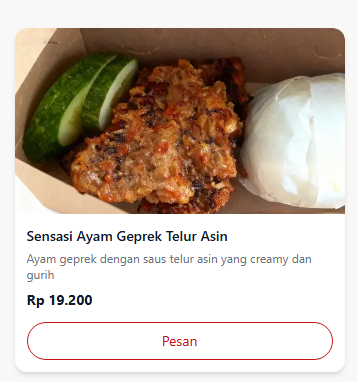 Sensasi Ayam Geprek Telur Asin
Ayam geprek dengan saus telur asin yang creamy dan
gurih
Rp 19.200
Pesan